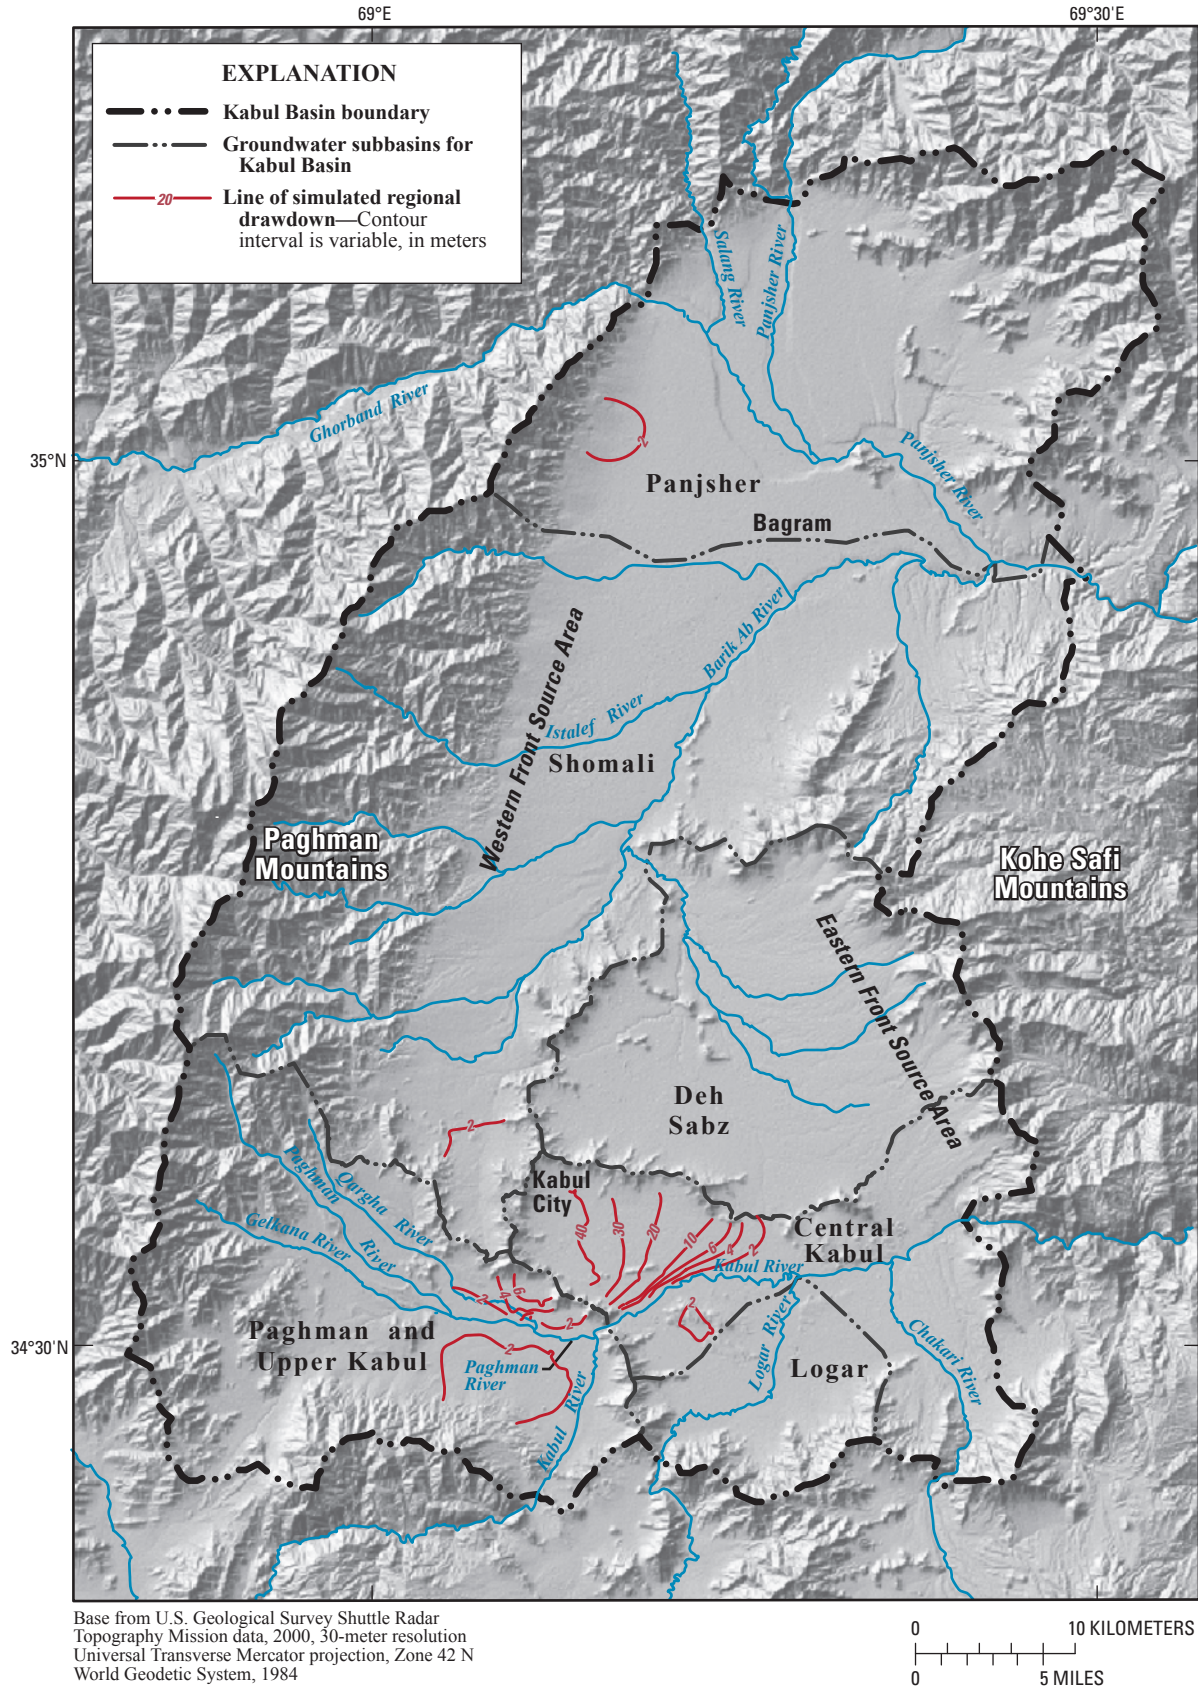 69°E
69°30'E
EXPLANATION
Kabul Basin boundary
Groundwater subbasins for
Kabul Basin
20
Line of simulated regional
drawdown—Contour
interval is variable, in meters
Salang River
Panjsher River
Ghorband River
2
35°N
Panjsher River
Panjsher
Bagram
Barik Ab River
Western Front Source Area
Istalef River
Shomali
Paghman
Mountains
Kohe Safi
Mountains
Eastern Front Source Area
Deh
Sabz
2
Paghman River
Qargha River
Gelkana River
Kabul
City
40
30
20
10
6
4
2
Central
Kabul
Kabul River
2
4
6
2
2
34°30'N
Paghman and
Upper Kabul
2
Paghman
River
Kabul River
Logar River
Logar
Chakari River
Base from U.S. Geological Survey Shuttle Radar
Topography Mission data, 2000, 30-meter resolution
Universal Transverse Mercator projection, Zone 42 N
World Geodetic System, 1984
0 10 KILOMETERS
0 5 MILES